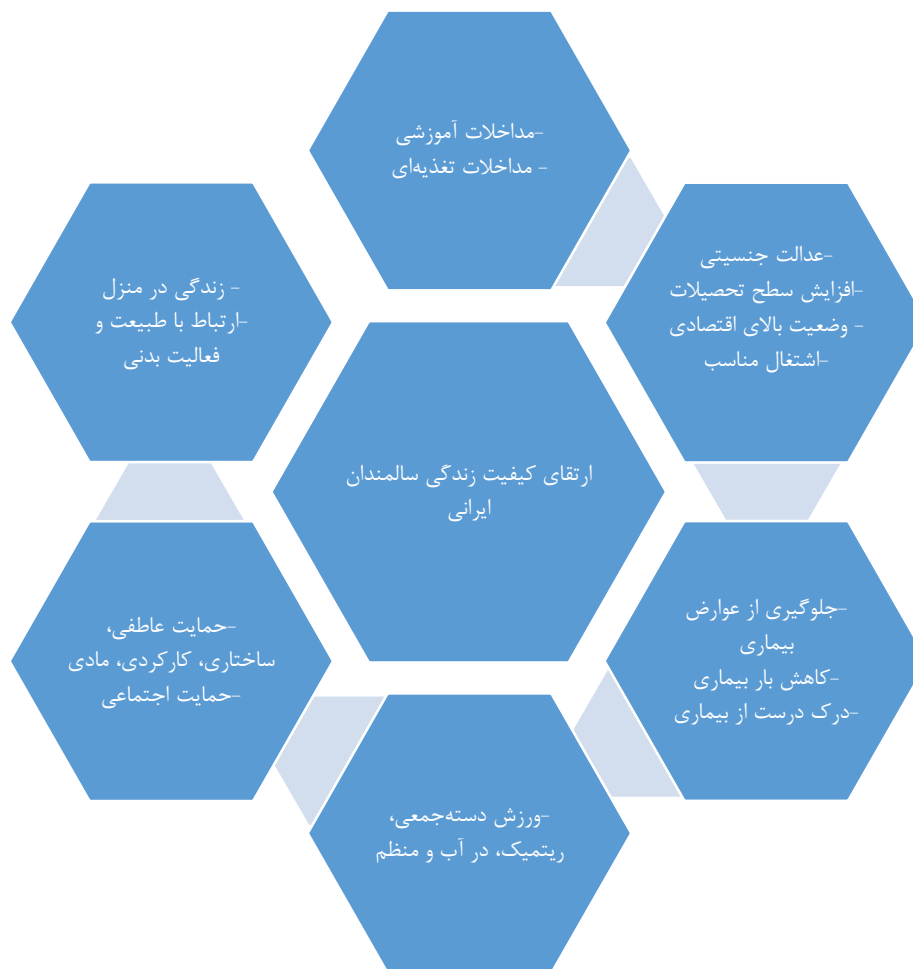 -مداخلات آموزشی
- مداخلات تغذیه‌ای
-عدالت جنسیتی
-افزایش سطح تحصیلات
- وضعیت بالای اقتصادی
-اشتغال مناسب
- زندگی در منزل
-ارتباط با طبیعت و
فعالیت بدنی
ارتقای کیفیت زندگی سالمندان
ایرانی
-جلوگیری از عوارض
بیماری
-کاهش بار بیماری
-درک درست از بیماری
-حمایت عاطفی،
ساختاری، کارکردی، مادی
-حمایت اجتماعی
-ورزش دسته‌جمعی،
ریتمیک، در آب و منظم